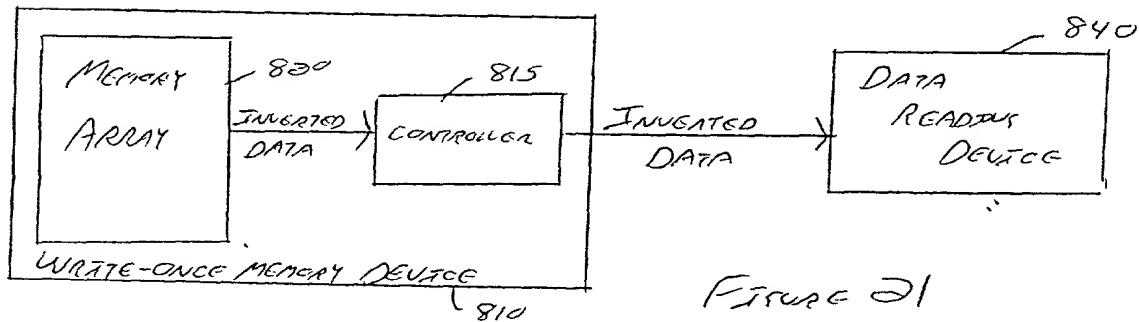 MEMORY
ARRAY
820
INVERTED
DATA
815
CONTROLLER
INVERTED
DATA
840
DATA
READING
DEVICE
WRITE-ONCE MEMORY DEVICE
810
FIGURE 21